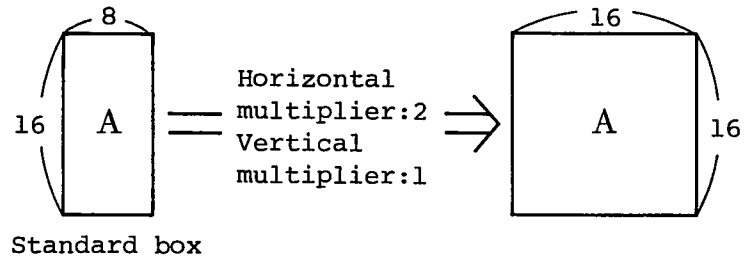 8
16
A
Horizontal
multiplier:2
Vertical
multiplier:1
16
A
16
Standard box